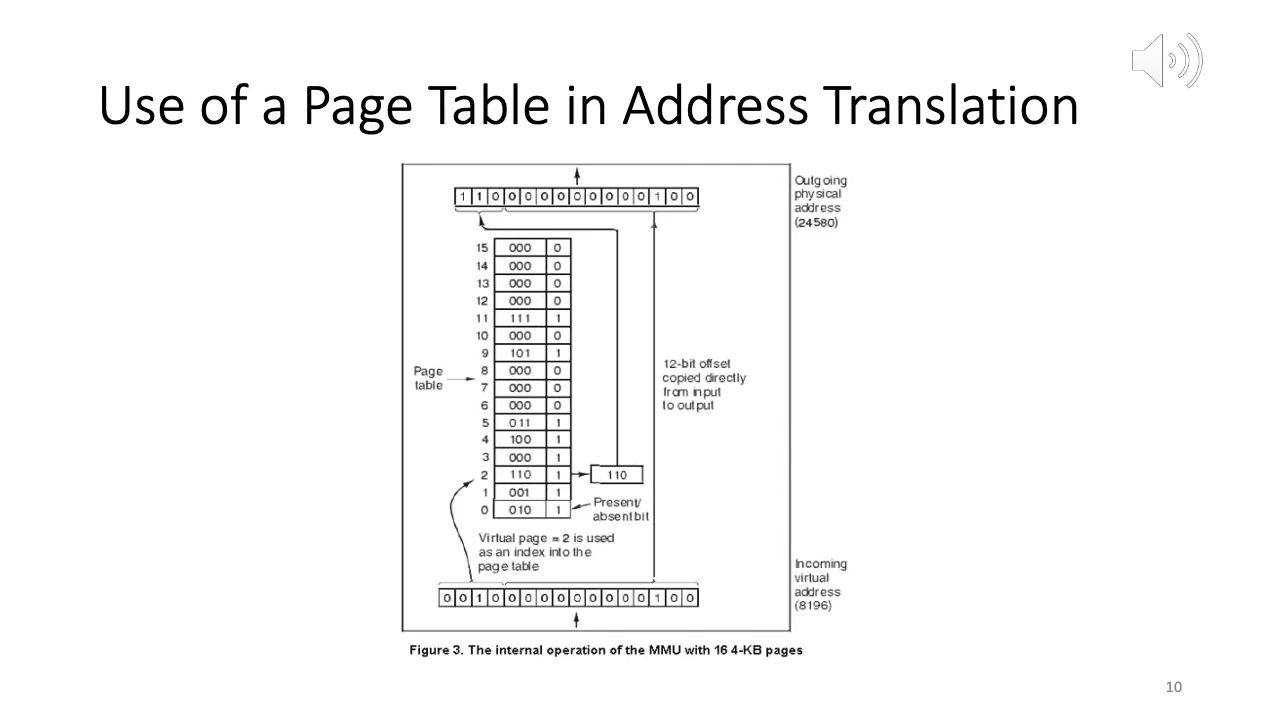 Use of a Page Table in Address Translation
1 1 0 0 0 0 0 0 0 0 0 0 1 0 0
Outgoing
physical
address
(24580)
15 000 0
14 000 0
13 000 0
12 000 0
11 111 1
10 000 0
9 101 1
8 000 0
7 000 0
6 000 0
5 011 1
4 100 1
3 000 1
2 110 1
1 001 1
0 010 1
Page
table
12-bit offset
copied directly
from input
to output
110
Present/
absent bit
Virtual page = 2 is used
as an index into the
page table
0 0 1 0 0 0 0 0 0 0 0 0 0 1 0 0
Incoming
virtual
address
(8196)
Figure 3. The internal operation of the MMU with 16 4-KB pages
10